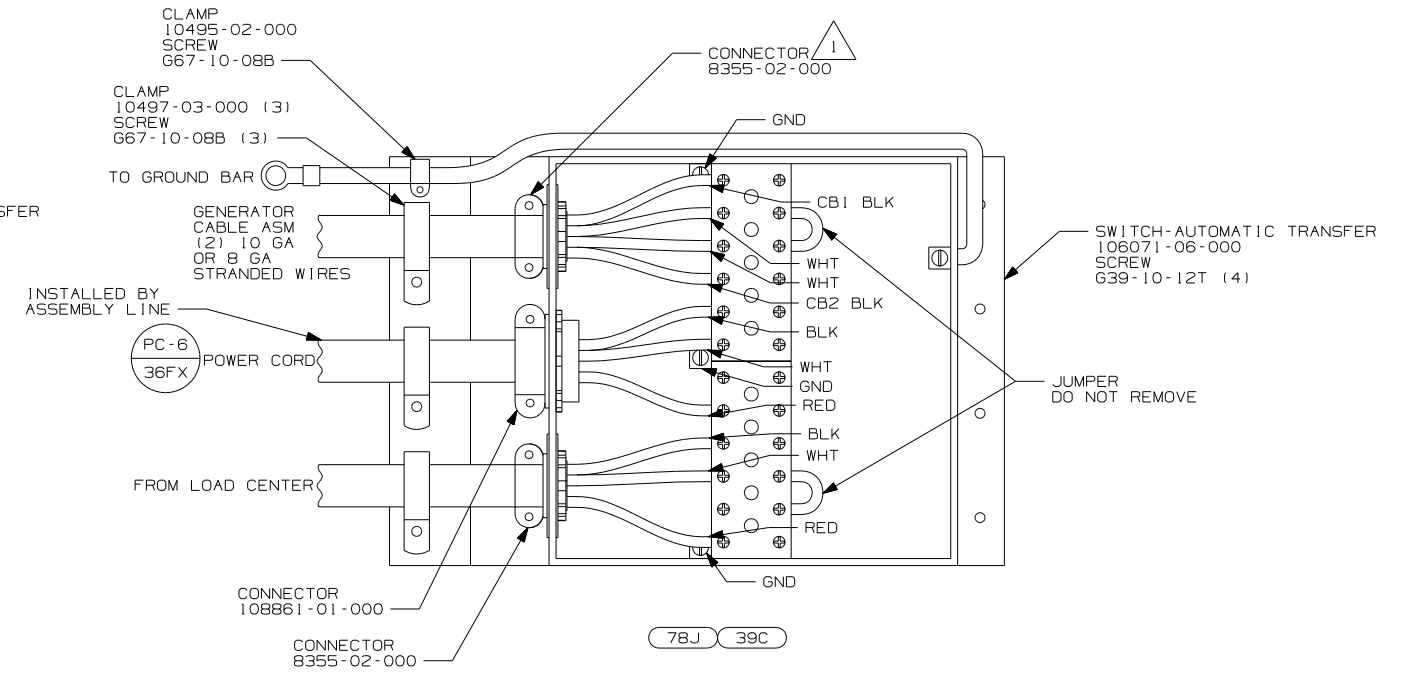 CLAMP
10495-02-000
SCREW
G67-10-08B
CONNECTOR
8355-02-000
1
CLAMP
10497-03-000 (3)
SCREW
G67-10-08B (3)
GND
TO GROUND BAR
SFER
GENERATOR
CABLE ASM
(2) 10 GA
OR 8 GA
STRANDED WIRES
CB1 BLK
WHT
WHT
CB2 BLK
BLK
WHT
GND
RED
BLK
WHT
RED
GND
SWITCH-AUTOMATIC TRANSFER
106071-06-000
SCREW
G39-10-12T (4)
INSTALLED BY
ASSEMBLY LINE
PC-6
36FX
POWER CORD
JUMPER
DO NOT REMOVE
FROM LOAD CENTER
CONNECTOR
108861-01-000
CONNECTOR
8355-02-000
78J
39C